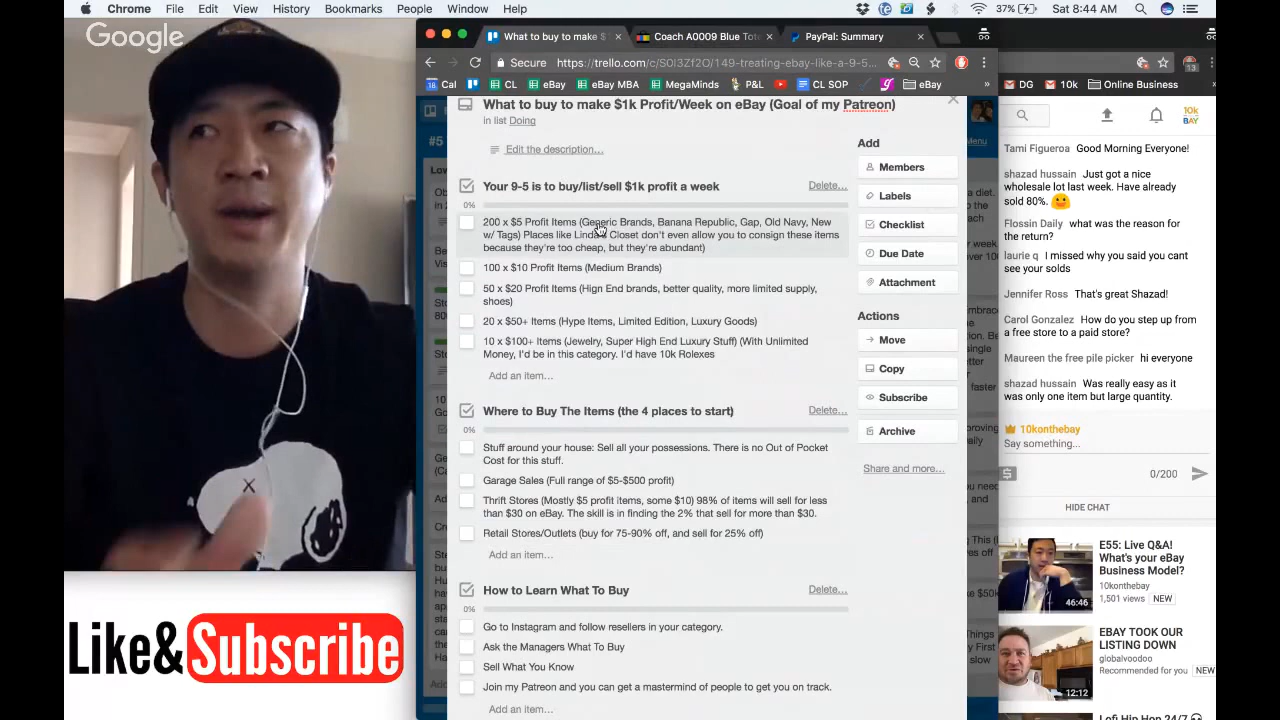 Chrome File Edit View History Bookmarks People Window Help
37% Sat 8:44 AM
Google
What to buy to make $
Coach A0009 Blue Tote
PayPal: Summary
Secure https://trello.com/c/SOI3Zf2O/149-treating-ebay-like-a-9-5...
13
18 Cal CL eBay eBay MBA MegaMinds P&L CL SOP eBay »
DG 10k Online Business
What to buy to make $1k Profit/Week on eBay (Goal of my Patreon)
in list Doing
Edit the description...
#5
Menu
Your 9-5 is to buy/list/sell $1k profit a week
Delete...
0%
200 x $5 Profit Items (Generic Brands, Banana Republic, Gap, Old Navy, New
w/ Tags) Places like Linda's Closet don't even allow you to consign these items
because they're too cheap, but they're abundant)
100 x $10 Profit Items (Medium Brands)
50 x $20 Profit Items (Hign End brands, better quality, more limited supply,
shoes)
20 x $50+ Items (Hype Items, Limited Edition, Luxury Goods)
10 x $100+ Items (Jewelry, Super High End Luxury Stuff) (With Unlimited
Money, I'd be in this category. I'd have 10k Rolexes
Add an item...
Where to Buy The Items (the 4 places to start)
Delete...
0%
Stuff around your house: Sell all your possessions. There is no Out of Pocket
Cost for this stuff.
Garage Sales (Full range of $5-$500 profit)
Thrift Stores (Mostly $5 profit items, some $10) 98% of items will sell for less
than $30 on eBay. The skill is in finding the 2% that sell for more than $30.
Retail Stores/Outlets (buy for 75-90% off, and sell for 25% off)
Add an item...
How to Learn What To Buy
Delete...
0%
Go to Instagram and follow resellers in your category.
Ask the Managers What To Buy
Sell What You Know
Join my Patreon and you can get a mastermind of people to get you on track.
Add an item...
Add
Members
Labels
Checklist
Due Date
Attachment
Actions
Move
Copy
Subscribe
Archive
Share and more...
10k
BAY
Tami Figueroa Good Morning Everyone!
shazad hussain Just got a nice
wholesale lot last week. Have already
sold 80%.
Flossin Daily what was the reason for
the return?
laurie q I missed why you said you cant
see your solds
Jennifer Ross That's great Shazad!
Carol Gonzalez How do you step up from
a free store to a paid store?
Maureen the free pile picker hi everyone
shazad hussain Was really easy as it
was only one item but large quantity.
10konthebay
Say something...
0/200
HIDE CHAT
E55: Live Q&A!
What's your eBay
Business Model?
10konthebay
1,501 views NEW
46:46
EBAY TOOK OUR
LISTING DOWN
globalvoodoo
Recommended for you NEW
12:12
Lofi Hip Hop 24/7
Like&Subscribe